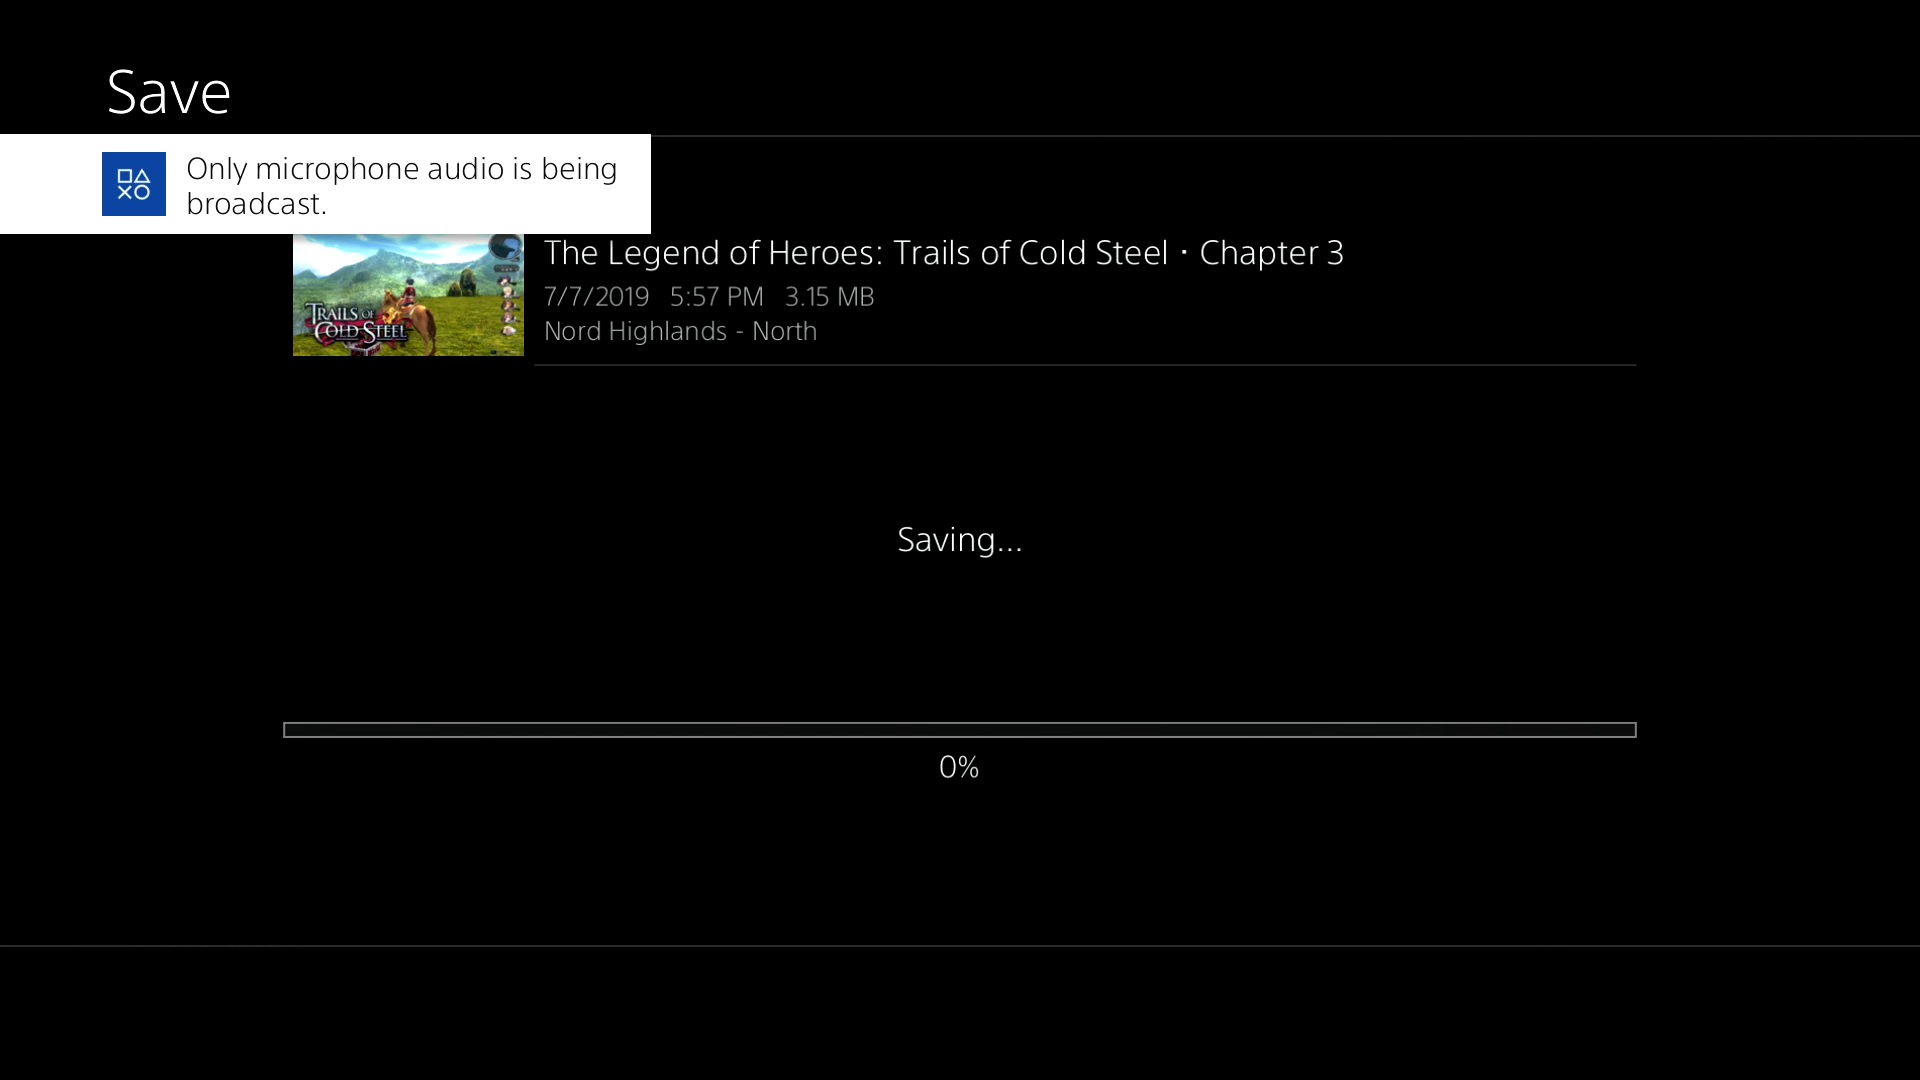 Save
Only microphone audio is being
broadcast.
The Legend of Heroes: Trails of Cold Steel・Chapter 3
7/7/2019 5:57 PM 3.15 MB
Nord Highlands - North
TRAILS OF
COLD STEEL
Saving...
0%